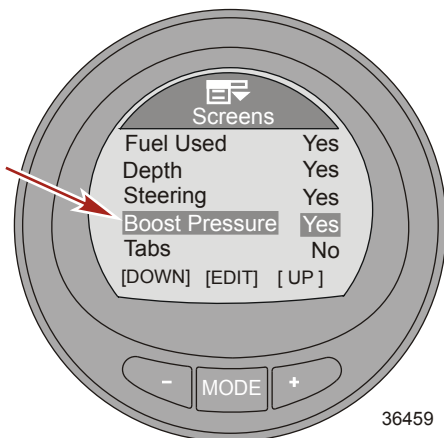 Screens
Fuel Used Yes
Depth Yes
Steering Yes
Boost Pressure Yes
Tabs No
[DOWN] [EDIT] [ UP ]
- MODE +
36459